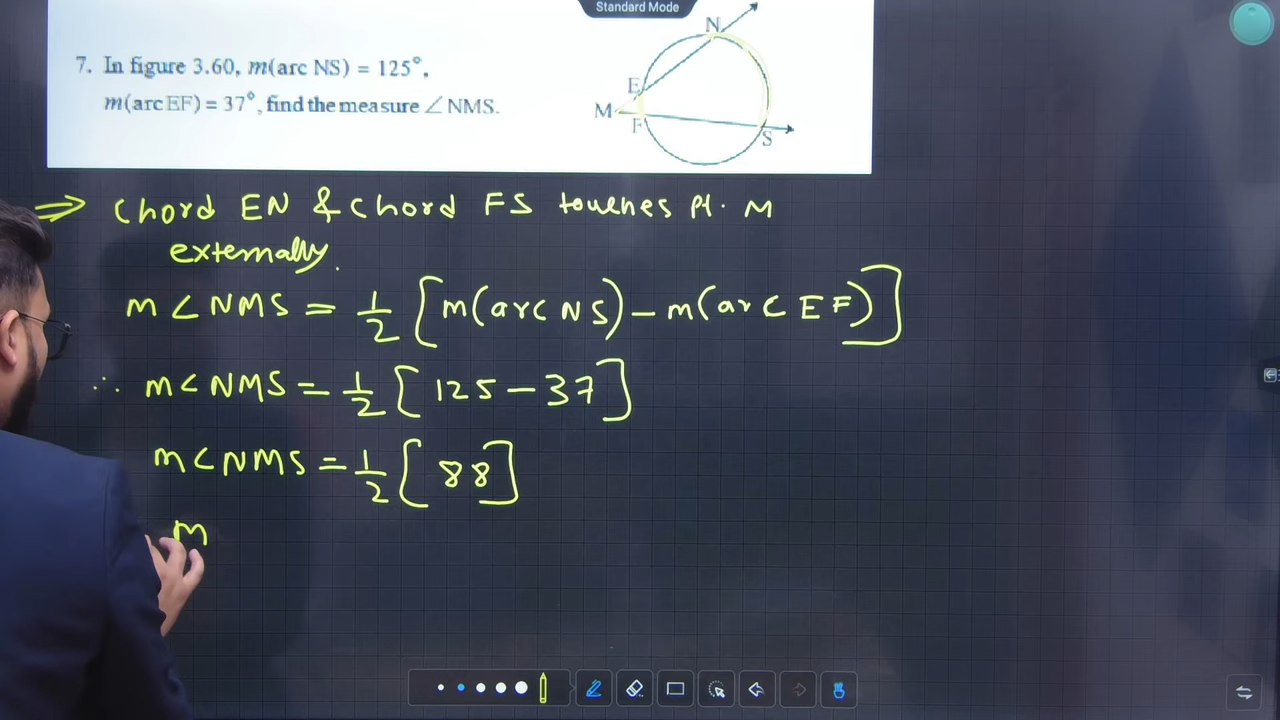 Standard Mode
7. In figure 3.60, m(arc NS) = 125°,
m(arc EF) = 37°, find the measure ∠NMS.
N
E
M
F
S
⇒ Chord EN & Chord FS touches Pt. M
externally.
m∠NMS = 1/2 [m(arc NS) – m(arc EF)]
∴ m∠NMS = 1/2 [125 – 37]
m∠NMS = 1/2 [88]
m